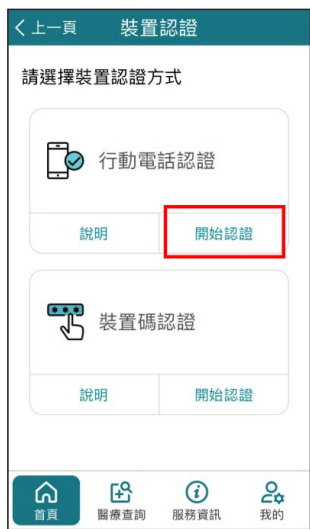 上一頁 裝置認證
請選擇裝置認證方式
行動電話認證
說明 開始認證
***
裝置碼認證
說明 開始認證
首頁 醫療查詢 服務資訊 我的